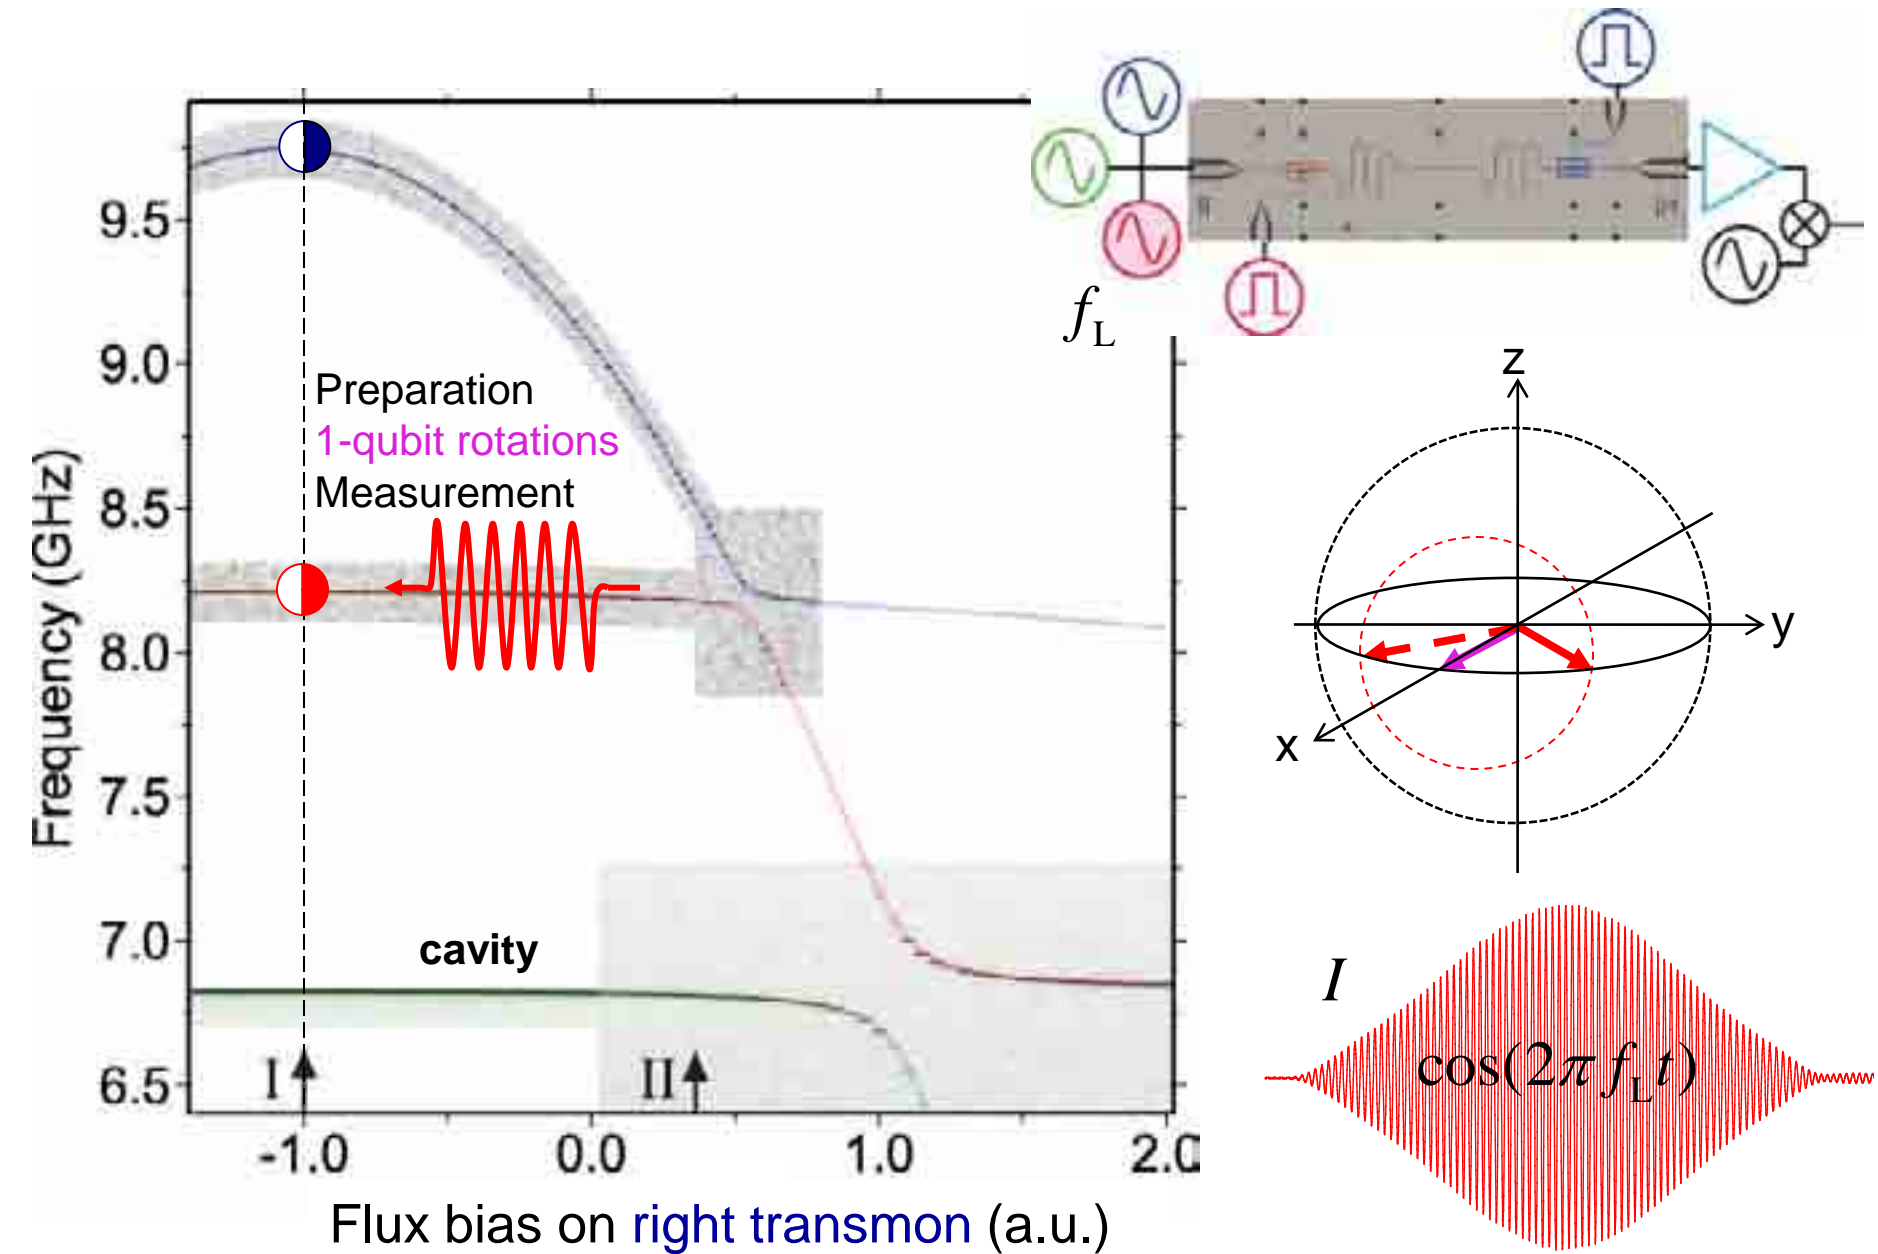 9.5
9.0
8.5
8.0
7.5
7.0
6.5
Frequency (GHz)
Preparation
1-qubit rotations
Measurement
cavity
I
II
-1.0
0.0
1.0
2.0
Flux bias on right transmon (a.u.)
f_L
z
y
x
I
cos(2π f_L t)